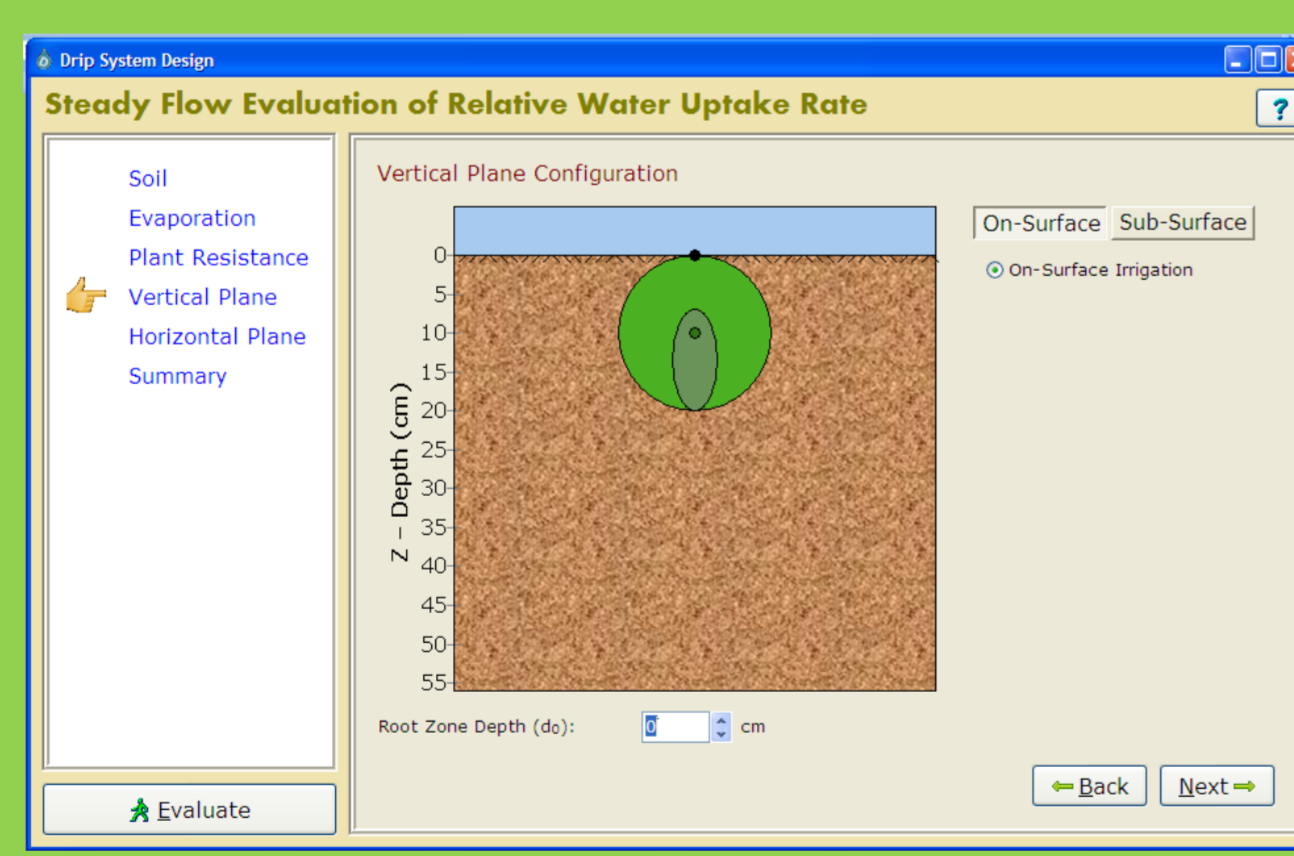 Drip System Design
Steady Flow Evaluation of Relative Water Uptake Rate
?
Soil
Evaporation
Plant Resistance
Vertical Plane
Horizontal Plane
Summary
Evaluate
Vertical Plane Configuration
Z – Depth (cm)
0
5
10
15
20
25
30
35
40
45
50
55
On-Surface Sub-Surface
On-Surface Irrigation
Root Zone Depth (d₀): 0 cm
Back Next